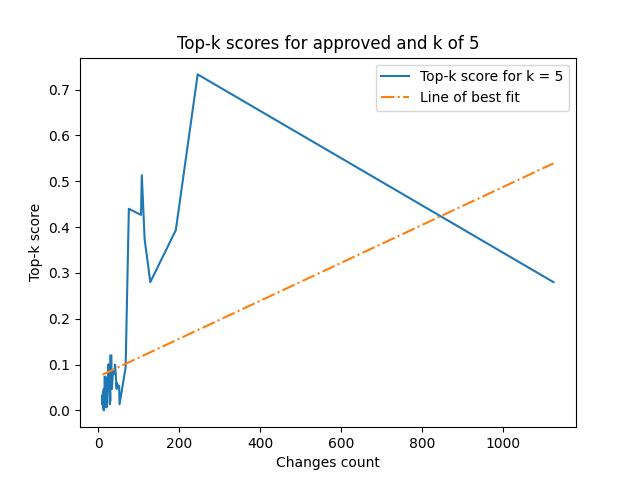 Top-k scores for approved and k of 5
Top-k score for k = 5
Line of best fit
0.7
0.6
0.5
0.4
0.3
0.2
0.1
0.0
Top-k score
0 200 400 600 800 1000
Changes count